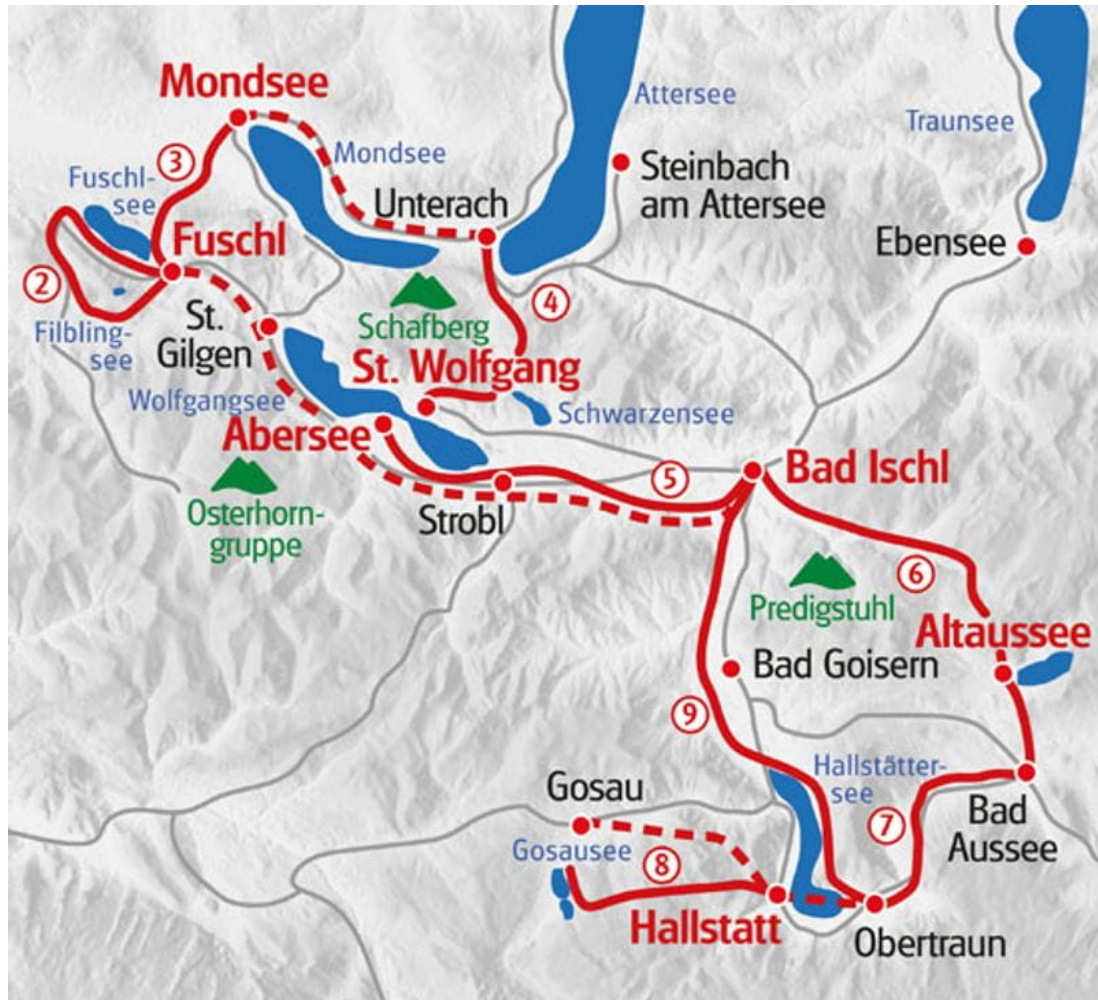 Mondsee
Attersee
Traunsee
③
Mondsee
Fuschl-
see
Steinbach
am Attersee
Unterach
Fuschl
Ebensee
②
④
Filbling-
see
St.
Gilgen
Schafberg
St. Wolfgang
Wolfgangsee
Schwarzensee
Abersee
Bad Ischl
⑤
Osterhorn-
gruppe
Strobl
⑥
Predigstuhl
Altaussee
Bad Goisern
⑨
Hallstätter-
see
Gosau
⑦
Bad
Aussee
Gosausee
⑧
Hallstatt
Obertraun